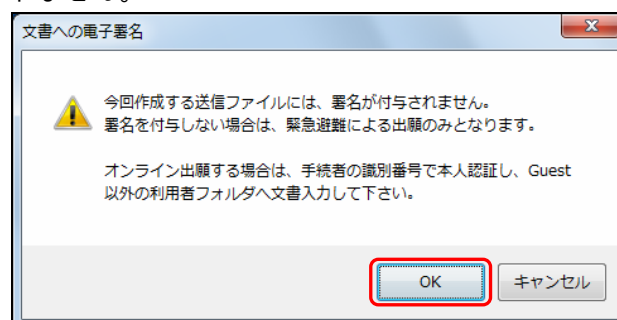 文書への電子署名
今回作成する送信ファイルには、署名が付与されません。
署名を付与しない場合は、緊急避難による出願のみとなります。
オンライン出願する場合は、手続者の識別番号で本人認証し、Guest
以外の利用者フォルダへ文書入力して下さい。
OK
キャンセル